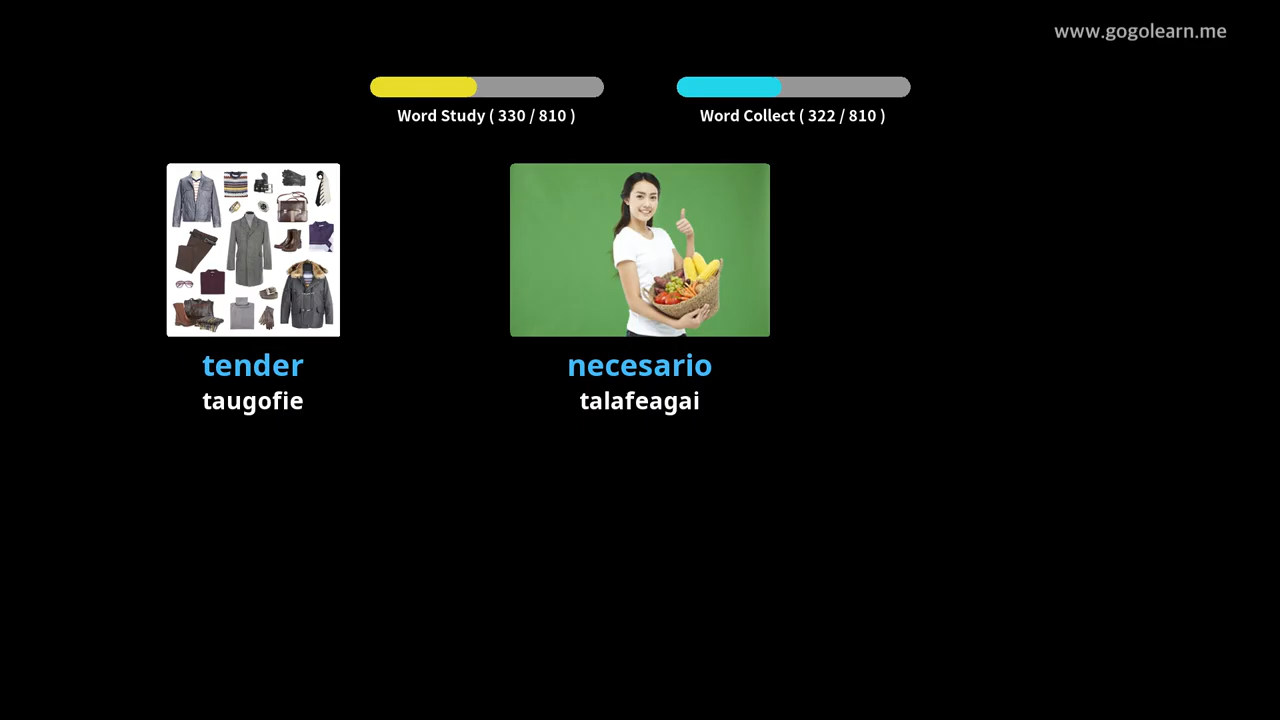 www.gogolearn.me
Word Study ( 330 / 810 )
Word Collect ( 322 / 810 )
tender
taugofie
necesario
talafeagai